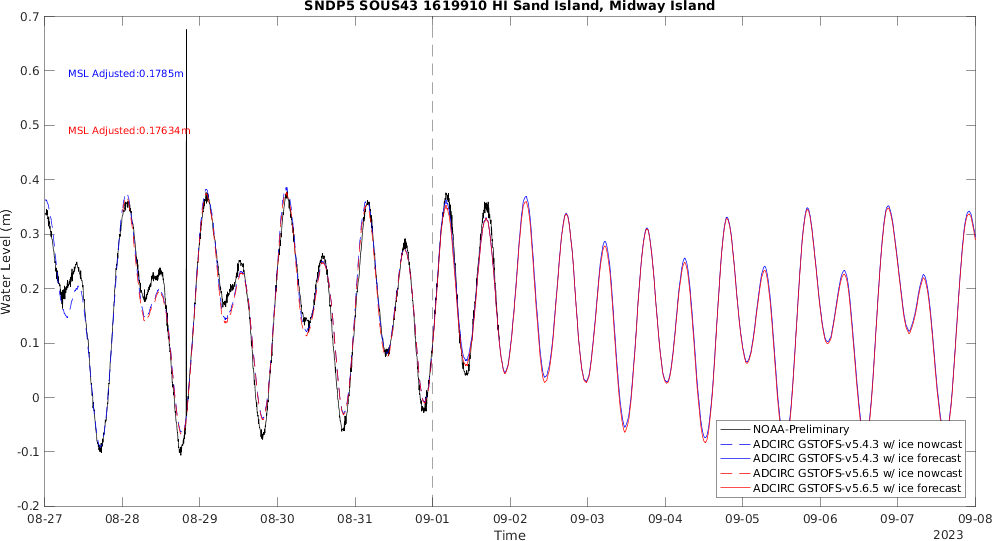 SNDP5 SOUS43 1619910 HI Sand Island, Midway Island
0.7
0.6
0.5
0.4
0.3
0.2
0.1
0
-0.1
-0.2
Water Level (m)
MSL Adjusted:0.1785m
MSL Adjusted:0.17634m
NOAA-Preliminary
ADCIRC GSTOFS-v5.4.3 w/ ice nowcast
ADCIRC GSTOFS-v5.4.3 w/ ice forecast
ADCIRC GSTOFS-v5.6.5 w/ ice nowcast
ADCIRC GSTOFS-v5.6.5 w/ ice forecast
08-27 08-28 08-29 08-30 08-31 09-01 09-02 09-03 09-04 09-05 09-06 09-07 09-08
Time
2023